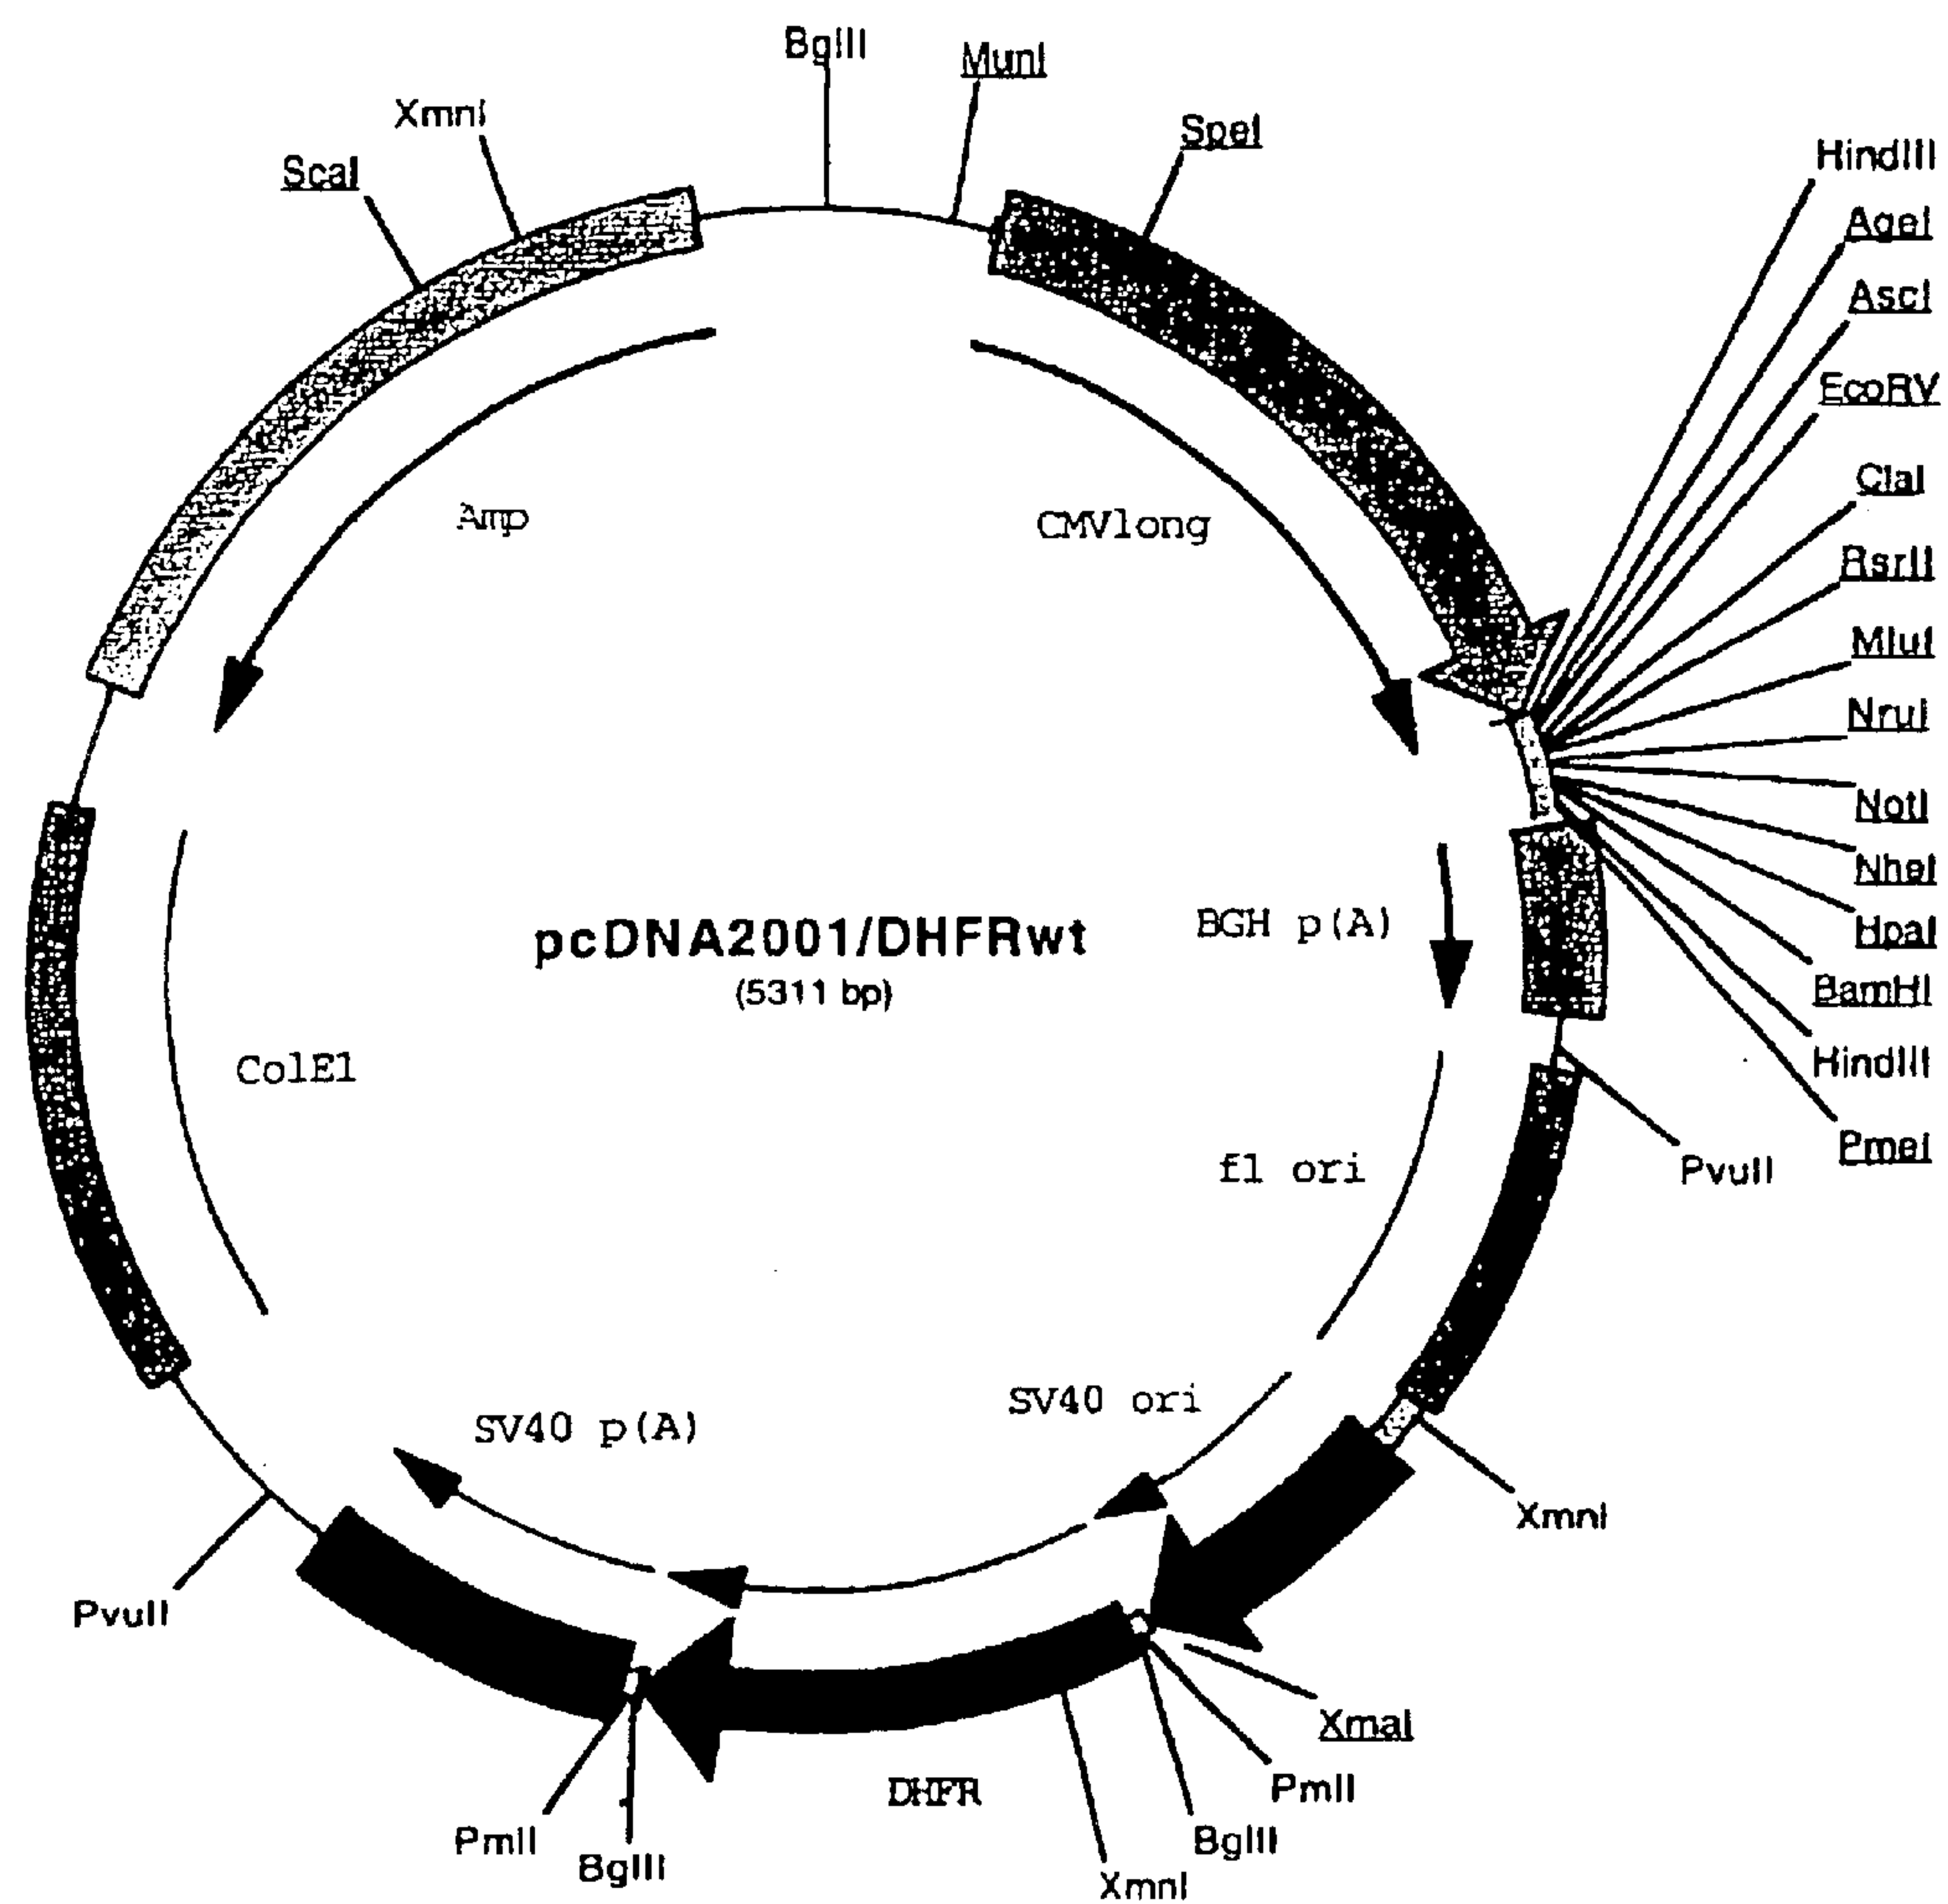 BglII
MunI
XmnI
SpeI
ScaI
HindIII
AgeI
AscI
EcoRV
ClaI
RsrII
MluI
NruI
NotI
NheI
HpaI
BamHI
HindIII
PmeI
PvuII
Amp
CMVlong
BGH p(A)
pcDNA2001/DHFRwt
(5311 bp)
ColE1
f1 ori
SV40 ori
SV40 p(A)
XmnI
PvuII
XmaI
PmlI
BglII
XmnI
DHFR
PmlI
BglII